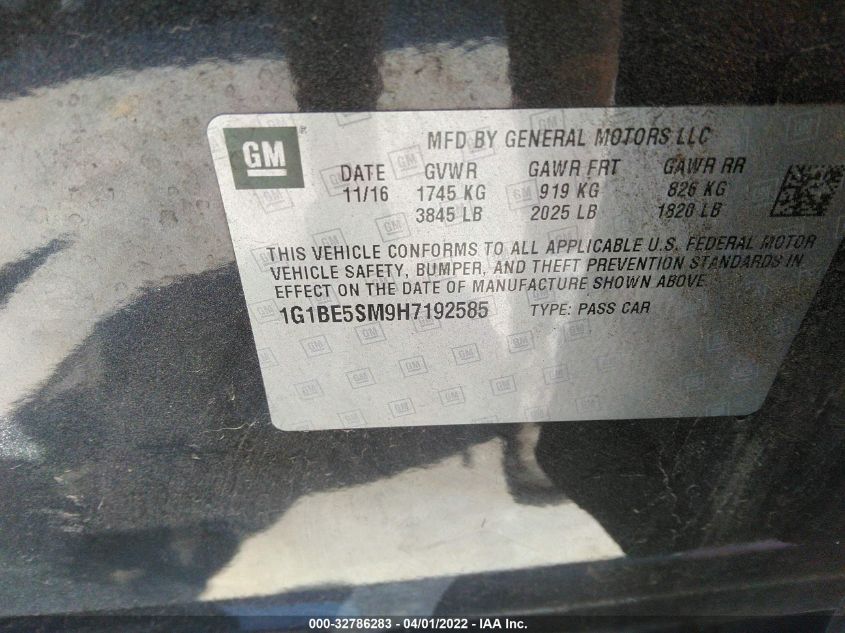 GM ® MFD BY GENERAL MOTORS LLC
DATE GVWR GAWR FRT GAWR RR
11/16 1745 KG 919 KG 826 KG
3845 LB 2025 LB 1820 LB
THIS VEHICLE CONFORMS TO ALL APPLICABLE U.S. FEDERAL MOTOR
VEHICLE SAFETY, BUMPER, AND THEFT PREVENTION STANDARDS IN
EFFECT ON THE DATE OF MANUFACTURE SHOWN ABOVE
1G1BE5SM9H7192585 TYPE: PASS CAR
000-32786283 - 04/01/2022 - IAA Inc.